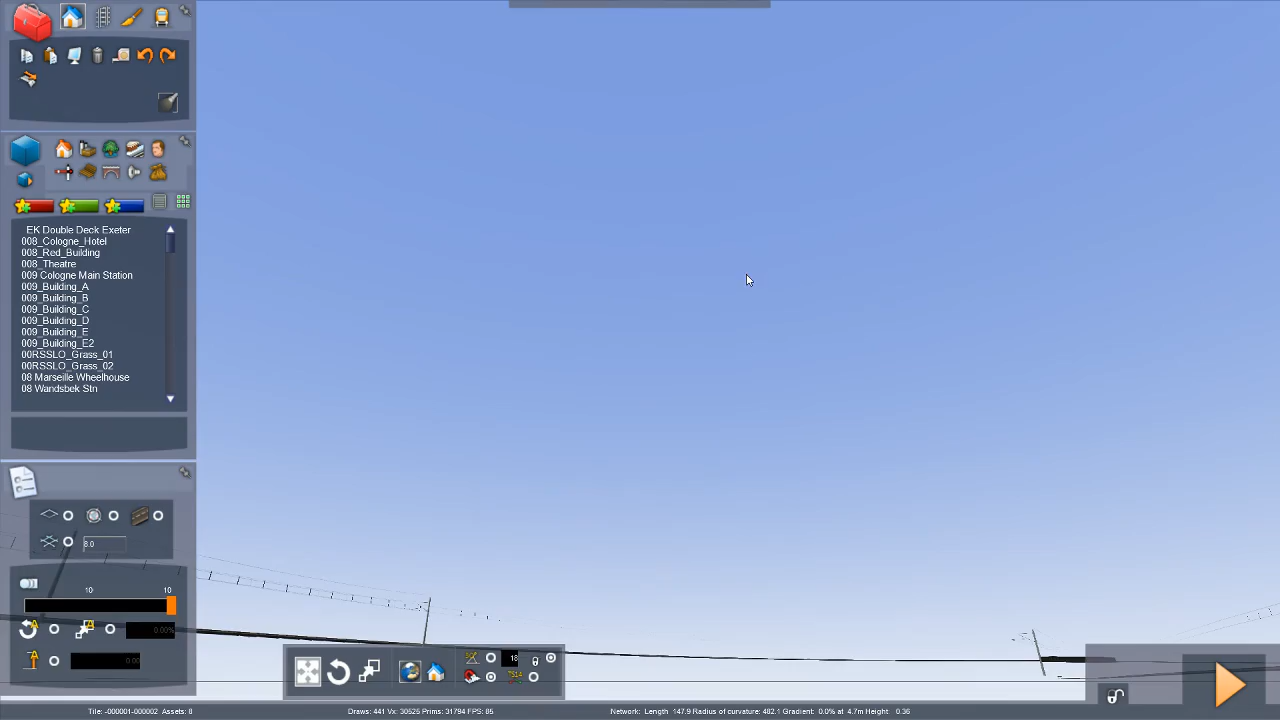 EK Double Deck Exeter
008_Cologne_Hotel
008_Red_Building
008_Theatre
009 Cologne Main Station
009_Building_A
009_Building_B
009_Building_C
009_Building_D
009_Building_E
009_Building_E2
00RSSLO_Grass_01
00RSSLO_Grass_02
08 Marseille Wheelhouse
08 Wandsbek Stn
8.0
10 10
0.00%
0.00
18
Tile: -000001-000002 Assets: 8 Draws: 441 Vx: 30525 Prims: 31794 FPS: 85 Network: Length 147.9 Radius of curvature: 482.1 Gradient: 0.0% at 4.7m Height 0.36